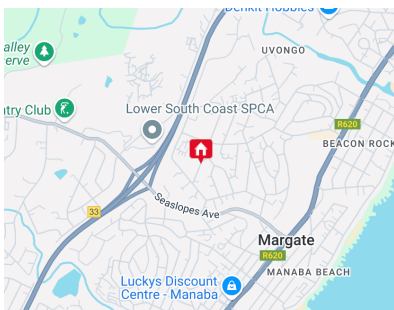 Denkit Hobbies
UVONGO
alley
erve
ntry Club
Lower South Coast SPCA
R620
BEACON ROCK
33
Seaslopes Ave
Margate
R620
MANABA BEACH
Luckys Discount
Centre - Manaba